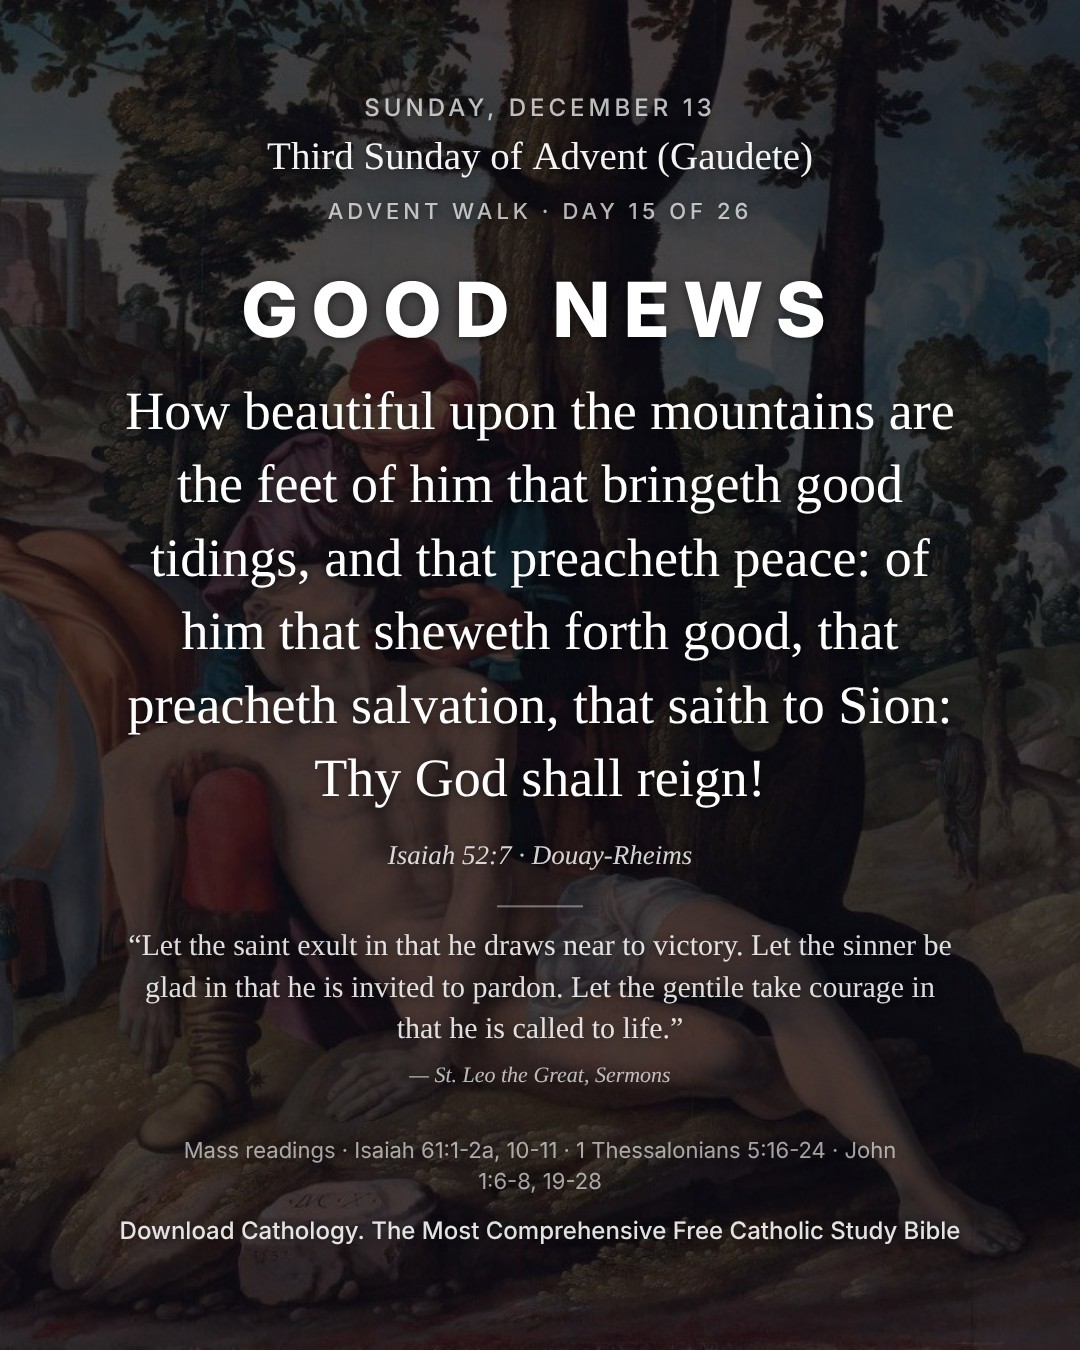 SUNDAY, DECEMBER 13
Third Sunday of Advent (Gaudete)
ADVENT WALK · DAY 15 OF 26
GOOD NEWS
How beautiful upon the mountains are
the feet of him that bringeth good
tidings, and that preacheth peace: of
him that sheweth forth good, that
preacheth salvation, that saith to Sion:
Thy God shall reign!
Isaiah 52:7 · Douay-Rheims
“Let the saint exult in that he draws near to victory. Let the sinner be
glad in that he is invited to pardon. Let the gentile take courage in
that he is called to life.”
— St. Leo the Great, Sermons
Mass readings · Isaiah 61:1-2a, 10-11 · 1 Thessalonians 5:16-24 · John
1:6-8, 19-28
Download Cathology. The Most Comprehensive Free Catholic Study Bible